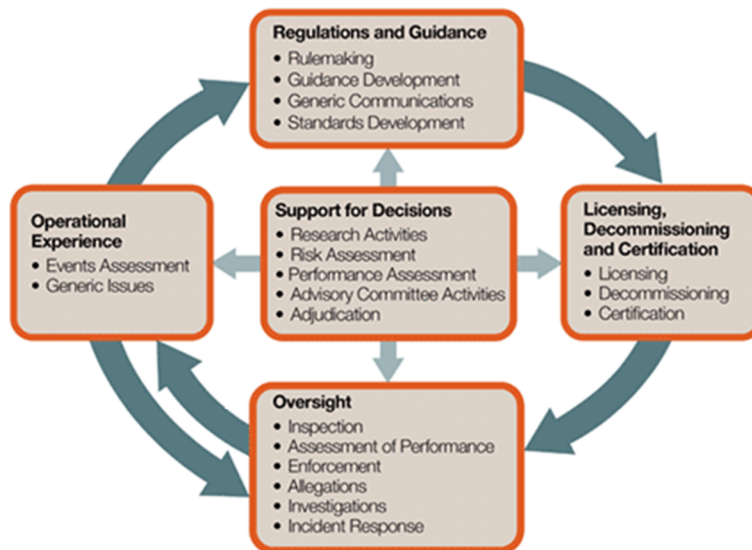 Regulations and Guidance
• Rulemaking
• Guidance Development
• Generic Communications
• Standards Development
Operational
Experience
• Events Assessment
• Generic Issues
Support for Decisions
• Research Activities
• Risk Assessment
• Performance Assessment
• Advisory Committee Activities
• Adjudication
Licensing,
Decommissioning
and Certification
• Licensing
• Decommissioning
• Certification
Oversight
• Inspection
• Assessment of Performance
• Enforcement
• Allegations
• Investigations
• Incident Response